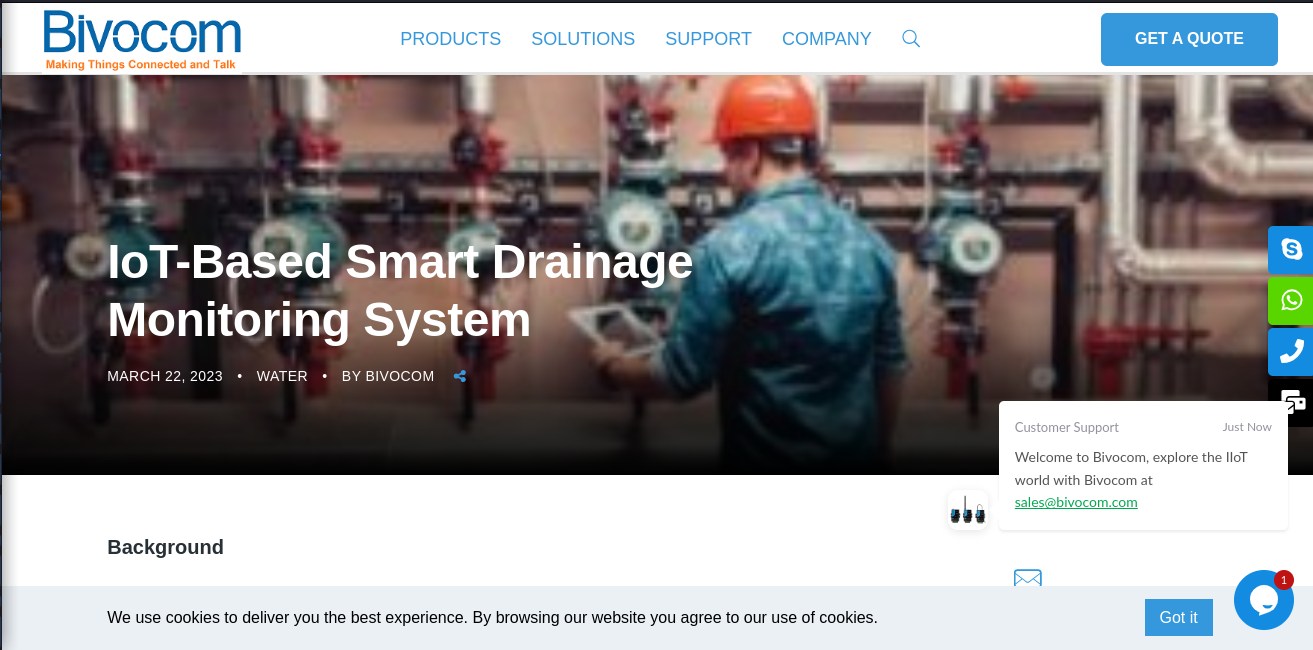 Bivocom
Making Things Connected and Talk
PRODUCTS
SOLUTIONS
SUPPORT
COMPANY
GET A QUOTE
IoT-Based Smart Drainage
Monitoring System
MARCH 22, 2023 • WATER • BY BIVOCOM
Customer Support
Just Now
Welcome to Bivocom, explore the IIoT
world with Bivocom at
sales@bivocom.com
Background
We use cookies to deliver you the best experience. By browsing our website you agree to our use of cookies.
Got it
1